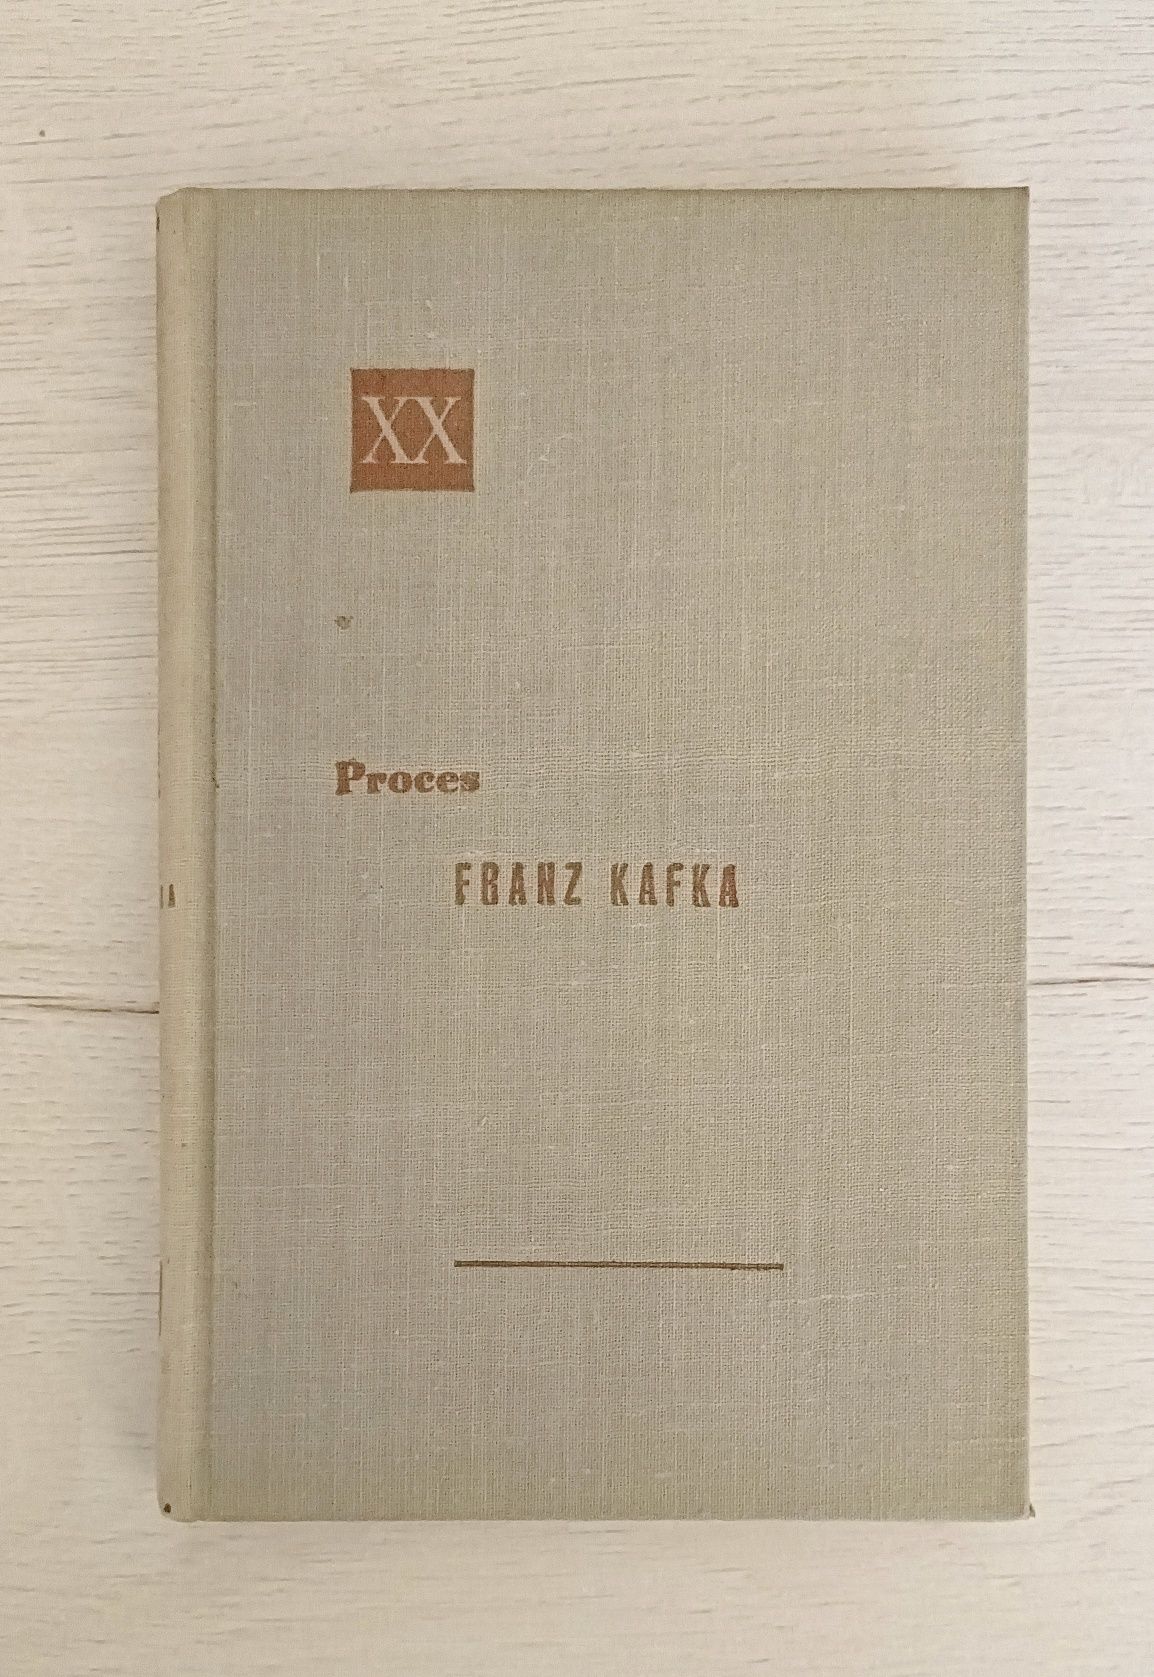 XX
Proces
FRANZ KAFKA